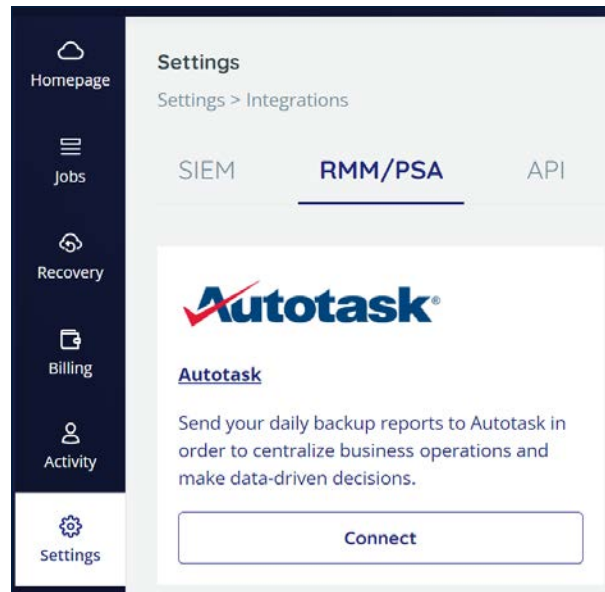 Homepage
Jobs
Recovery
Billing
Activity
Settings
Settings
Settings > Integrations
SIEM RMM/PSA API
Autotask®
Autotask
Send your daily backup reports to Autotask in
order to centralize business operations and
make data-driven decisions.
Connect